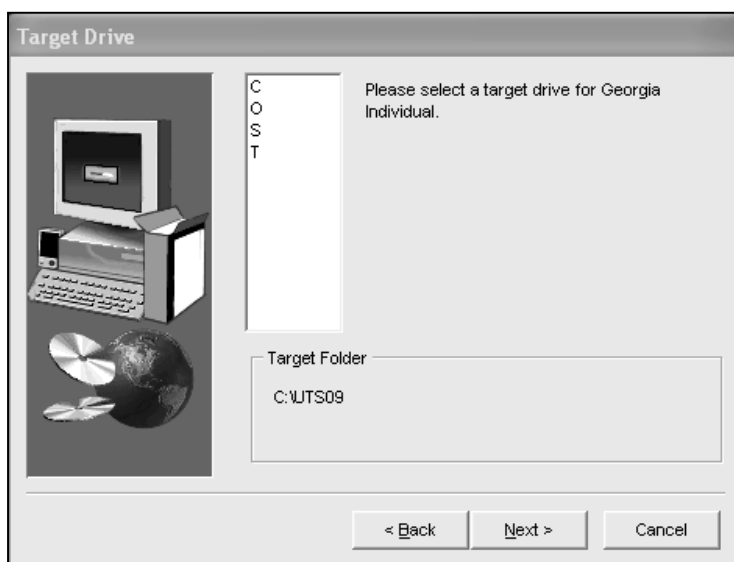 Target Drive
C
O
S
T
Please select a target drive for Georgia
Individual.
Target Folder
C:\UTS09
< Back
Next >
Cancel